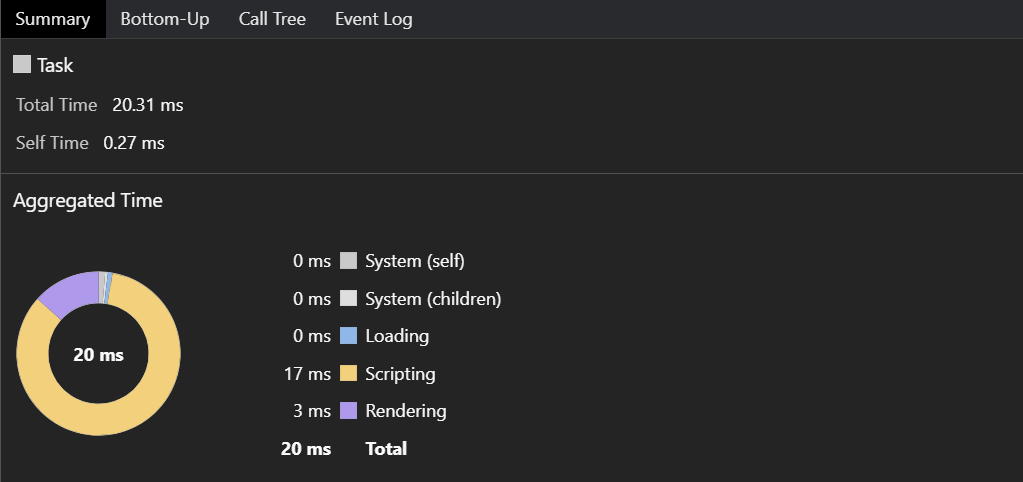 Summary Bottom-Up Call Tree Event Log
Task
Total Time 20.31 ms
Self Time 0.27 ms
Aggregated Time
0 ms System (self)
0 ms System (children)
0 ms Loading
17 ms Scripting
3 ms Rendering
20 ms Total
20 ms